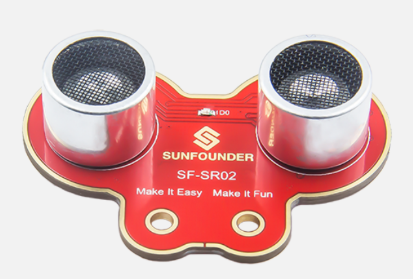 SUNFOUNDER
SF-SR02
Make It Easy Make it Fun